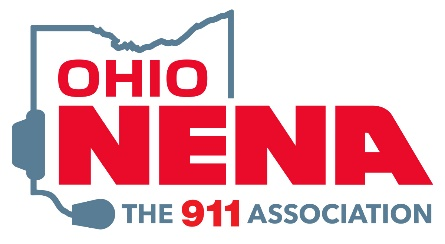 OHIO
NENA
THE 911 ASSOCIATION